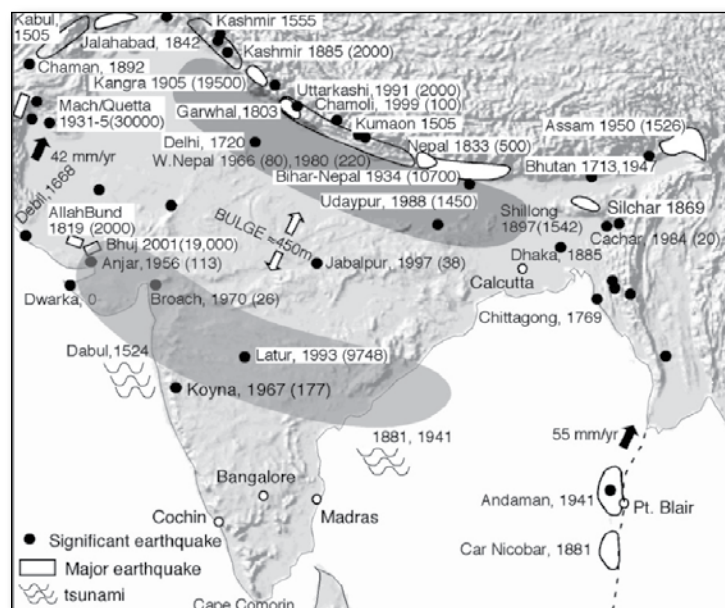 Kabul,
1505
Kashmir 1555
Jalahabad, 1842
Kashmir 1885 (2000)
Chaman, 1892
Kangra 1905 (19500)
Uttarkashi, 1991 (2000)
Mach/Quetta
1931-5(30000)
Garwhal, 1803
Chamoli, 1999 (100)
Kumaon 1505
Assam 1950 (1526)
Delhi, 1720
Nepal 1833 (500)
42 mm/yr
W.Nepal 1966 (80), 1980 (220)
Bhutan 1713,1947
Bihar-Nepal 1934 (10700)
Debil,1668
Udaypur, 1988 (1450)
Shillong
1897(1542)
Silchar 1869
AllahBund
1819 (2000)
BULGE ≈450m
Cachar, 1984 (20)
Bhuj 2001(19,000)
Dhaka, 1885
Anjar,1956 (113)
Jabalpur, 1997 (38)
Calcutta
Dwarka, 0
Broach, 1970 (26)
Chittagong, 1769
Dabul,1524
Latur, 1993 (9748)
Koyna, 1967 (177)
1881, 1941
55 mm/yr
Bangalore
Andaman, 1941
Pt. Blair
Cochin
Madras
Significant earthquake
Car Nicobar, 1881
Major earthquake
tsunami
Cape Comorin